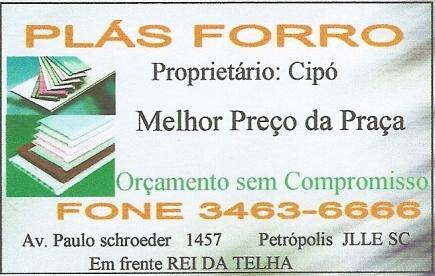 PLÁS FORRO
Proprietário: Cipó
Melhor Preço da Praça
Orçamento sem Compromisso
FONE 3463-6666
Av. Paulo schroeder 1457 Petrópolis JLLE SC
Em frente REI DA TELHA